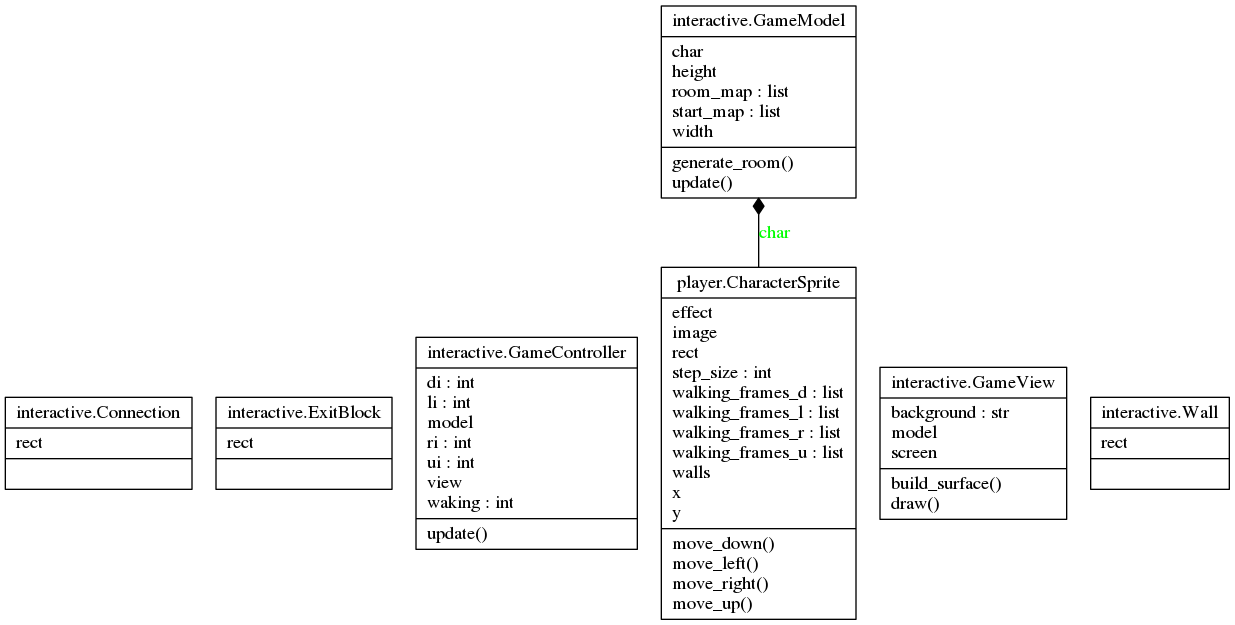 interactive.GameModel
char
height
room_map : list
start_map : list
width
generate_room()
update()
char
interactive.Connection
rect
interactive.ExitBlock
rect
interactive.GameController
di : int
li : int
model
ri : int
ui : int
view
waking : int
update()
player.CharacterSprite
effect
image
rect
step_size : int
walking_frames_d : list
walking_frames_l : list
walking_frames_r : list
walking_frames_u : list
walls
x
y
move_down()
move_left()
move_right()
move_up()
interactive.GameView
background : str
model
screen
build_surface()
draw()
interactive.Wall
rect